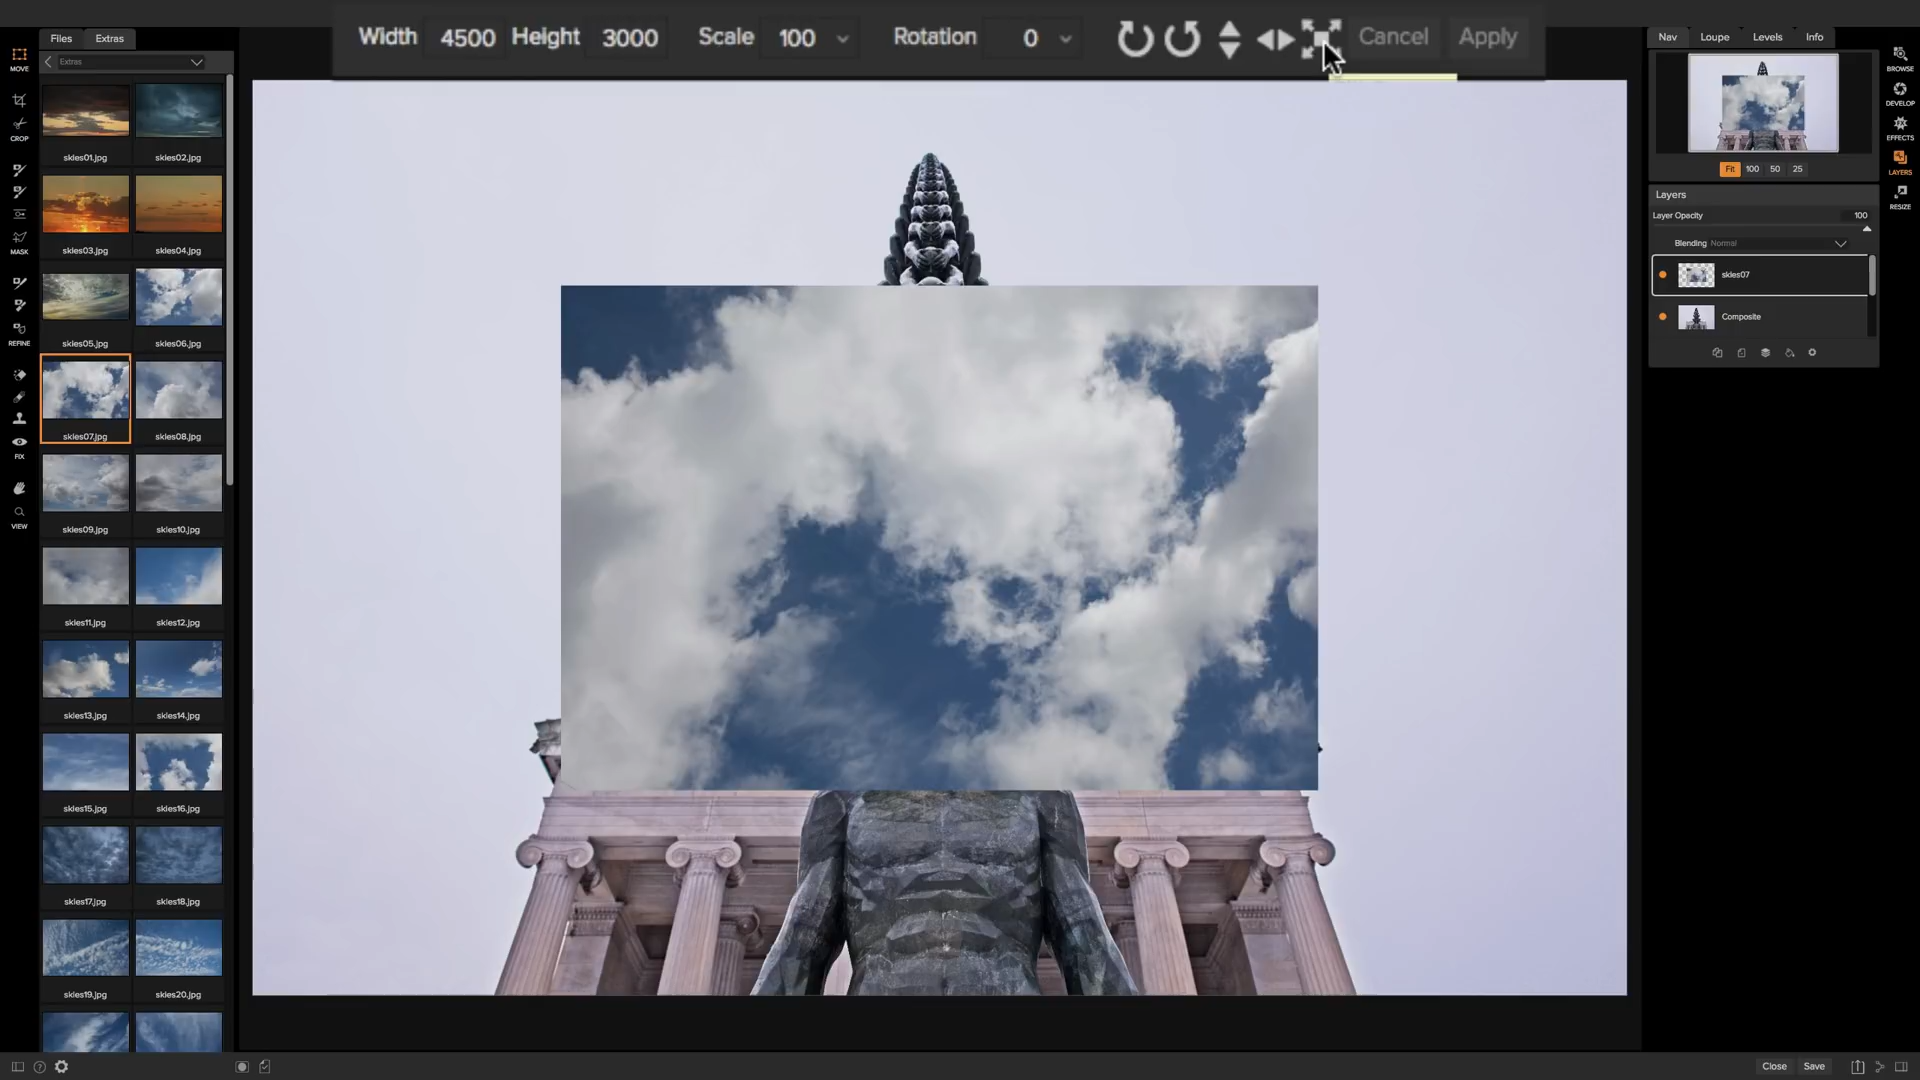 Width 4500 Height 3000 Scale 100 Rotation 0 Cancel Apply
Files Extras
Extras
MOVE
CROP
MASK
REFINE
FIX
VIEW
skies01.jpg skies02.jpg
skies03.jpg skies04.jpg
skies05.jpg skies06.jpg
skies07.jpg skies08.jpg
skies09.jpg skies10.jpg
skies11.jpg skies12.jpg
skies13.jpg skies14.jpg
skies15.jpg skies16.jpg
skies17.jpg skies18.jpg
skies19.jpg skies20.jpg
Nav Loupe Levels Info
Fit 100 50 25
Layers
Layer Opacity 100
Blending Normal
skies07
Composite
BROWSE
DEVELOP
EFFECTS
LAYERS
RESIZE
Close Save